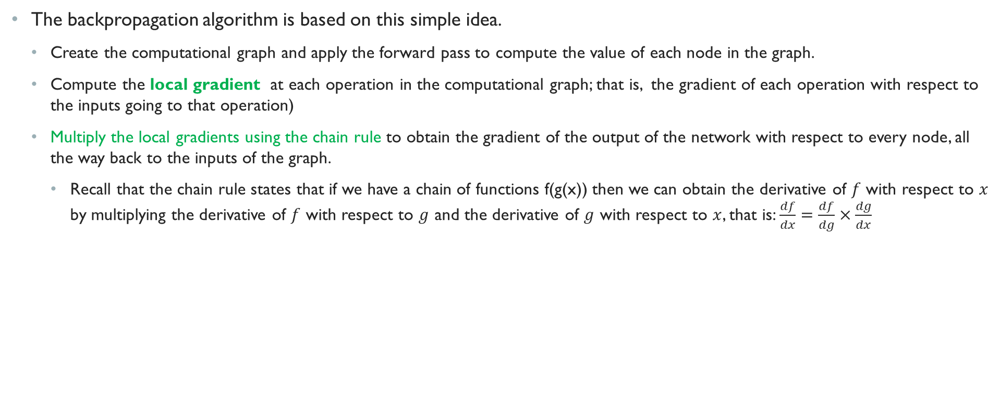 • The backpropagation algorithm is based on this simple idea.
• Create the computational graph and apply the forward pass to compute the value of each node in the graph.
• Compute the local gradient at each operation in the computational graph; that is, the gradient of each operation with respect to
the inputs going to that operation)
• Multiply the local gradients using the chain rule to obtain the gradient of the output of the network with respect to every node, all
the way back to the inputs of the graph.
• Recall that the chain rule states that if we have a chain of functions f(g(x)) then we can obtain the derivative of f with respect to x
by multiplying the derivative of f with respect to g and the derivative of g with respect to x, that is: df/dx = df/dg × dg/dx